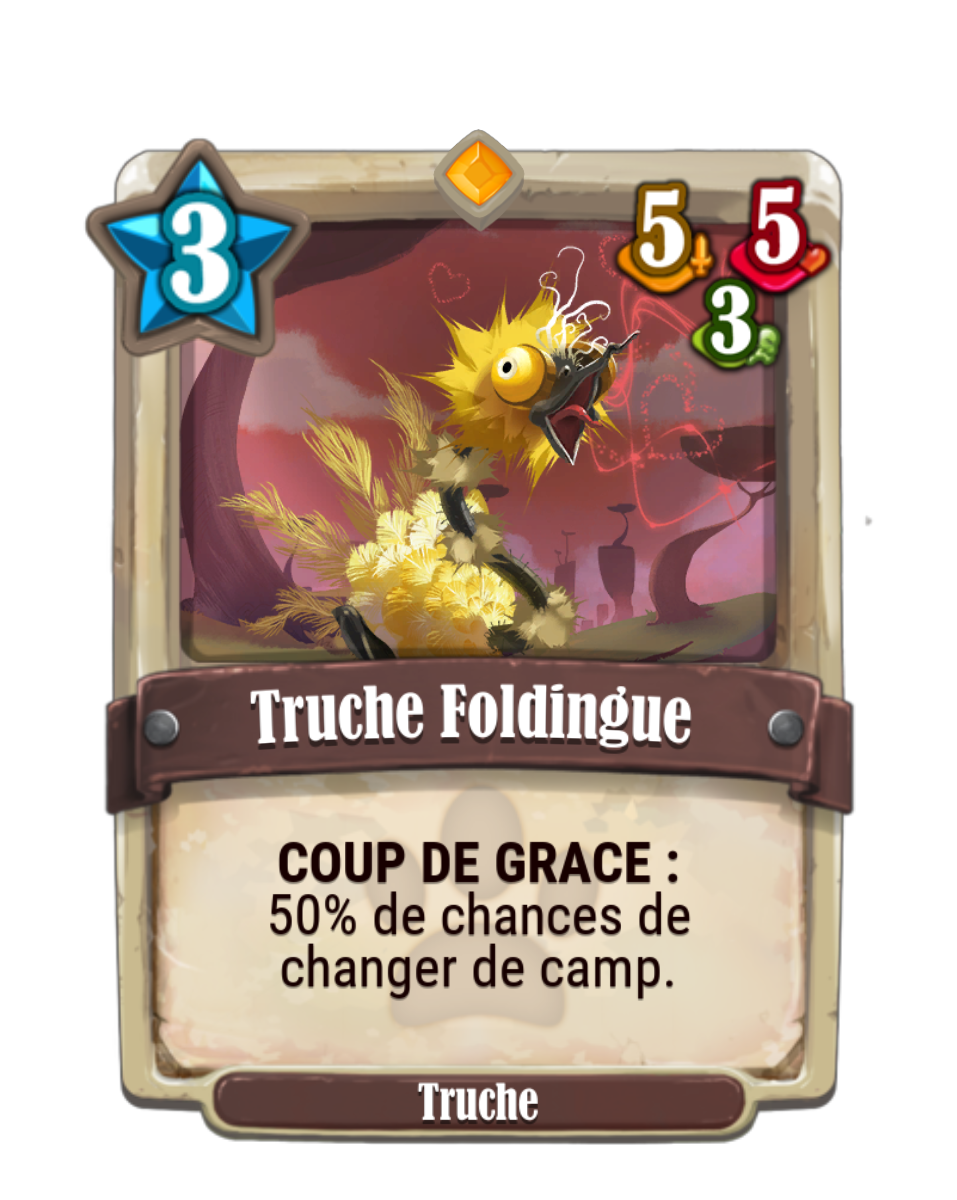 3
5
5
3
Truche Foldingue
COUP DE GRACE :
50% de chances de
changer de camp.
Truche